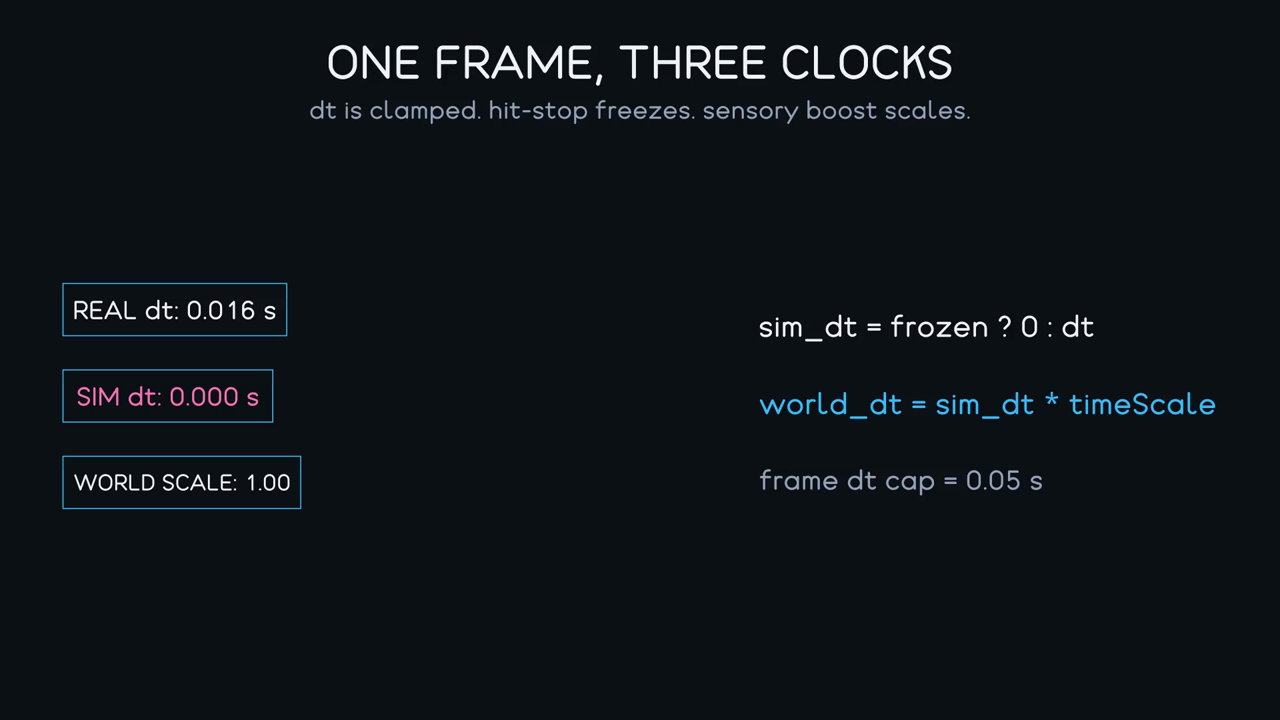 ONE FRAME, THREE CLOCKS
dt is clamped. hit-stop freezes. sensory boost scales.
REAL dt: 0.016 s
SIM dt: 0.000 s
WORLD SCALE: 1.00
sim_dt = frozen ? 0 : dt
world_dt = sim_dt * timeScale
frame dt cap = 0.05 s